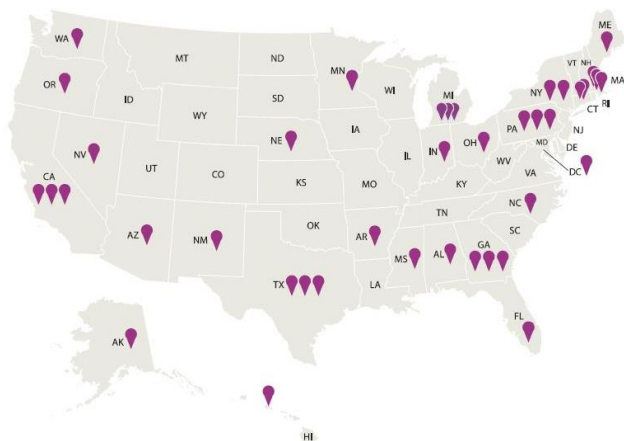 ME
WA
MT
ND
VT
NH
MN
OR
MA
ID
SD
WI
NY
MI
WY
RI
CT
PA
IA
NE
NJ
OH
MD
DE
NV
IN
IL
UT
CO
WV
DC
CA
VA
KS
MO
KY
NC
TN
OK
AZ
NM
AR
SC
GA
MS
AL
TX
LA
FL
AK
HI